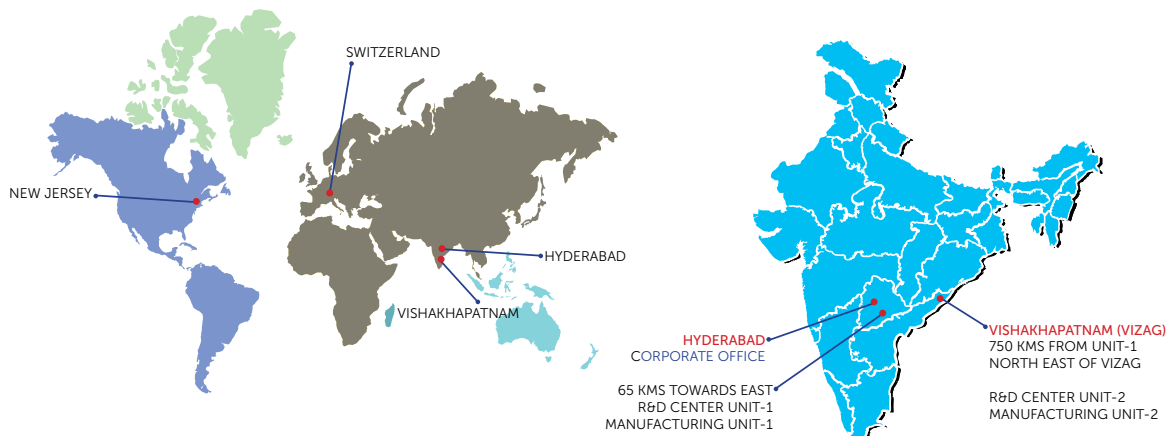 SWITZERLAND
NEW JERSEY
HYDERABAD
VISHAKHAPATNAM
HYDERABAD
CORPORATE OFFICE
65 KMS TOWARDS EAST
R&D CENTER UNIT-1
MANUFACTURING UNIT-1
VISHAKHAPATNAM (VIZAG)
750 KMS FROM UNIT-1
NORTH EAST OF VIZAG
R&D CENTER UNIT-2
MANUFACTURING UNIT-2